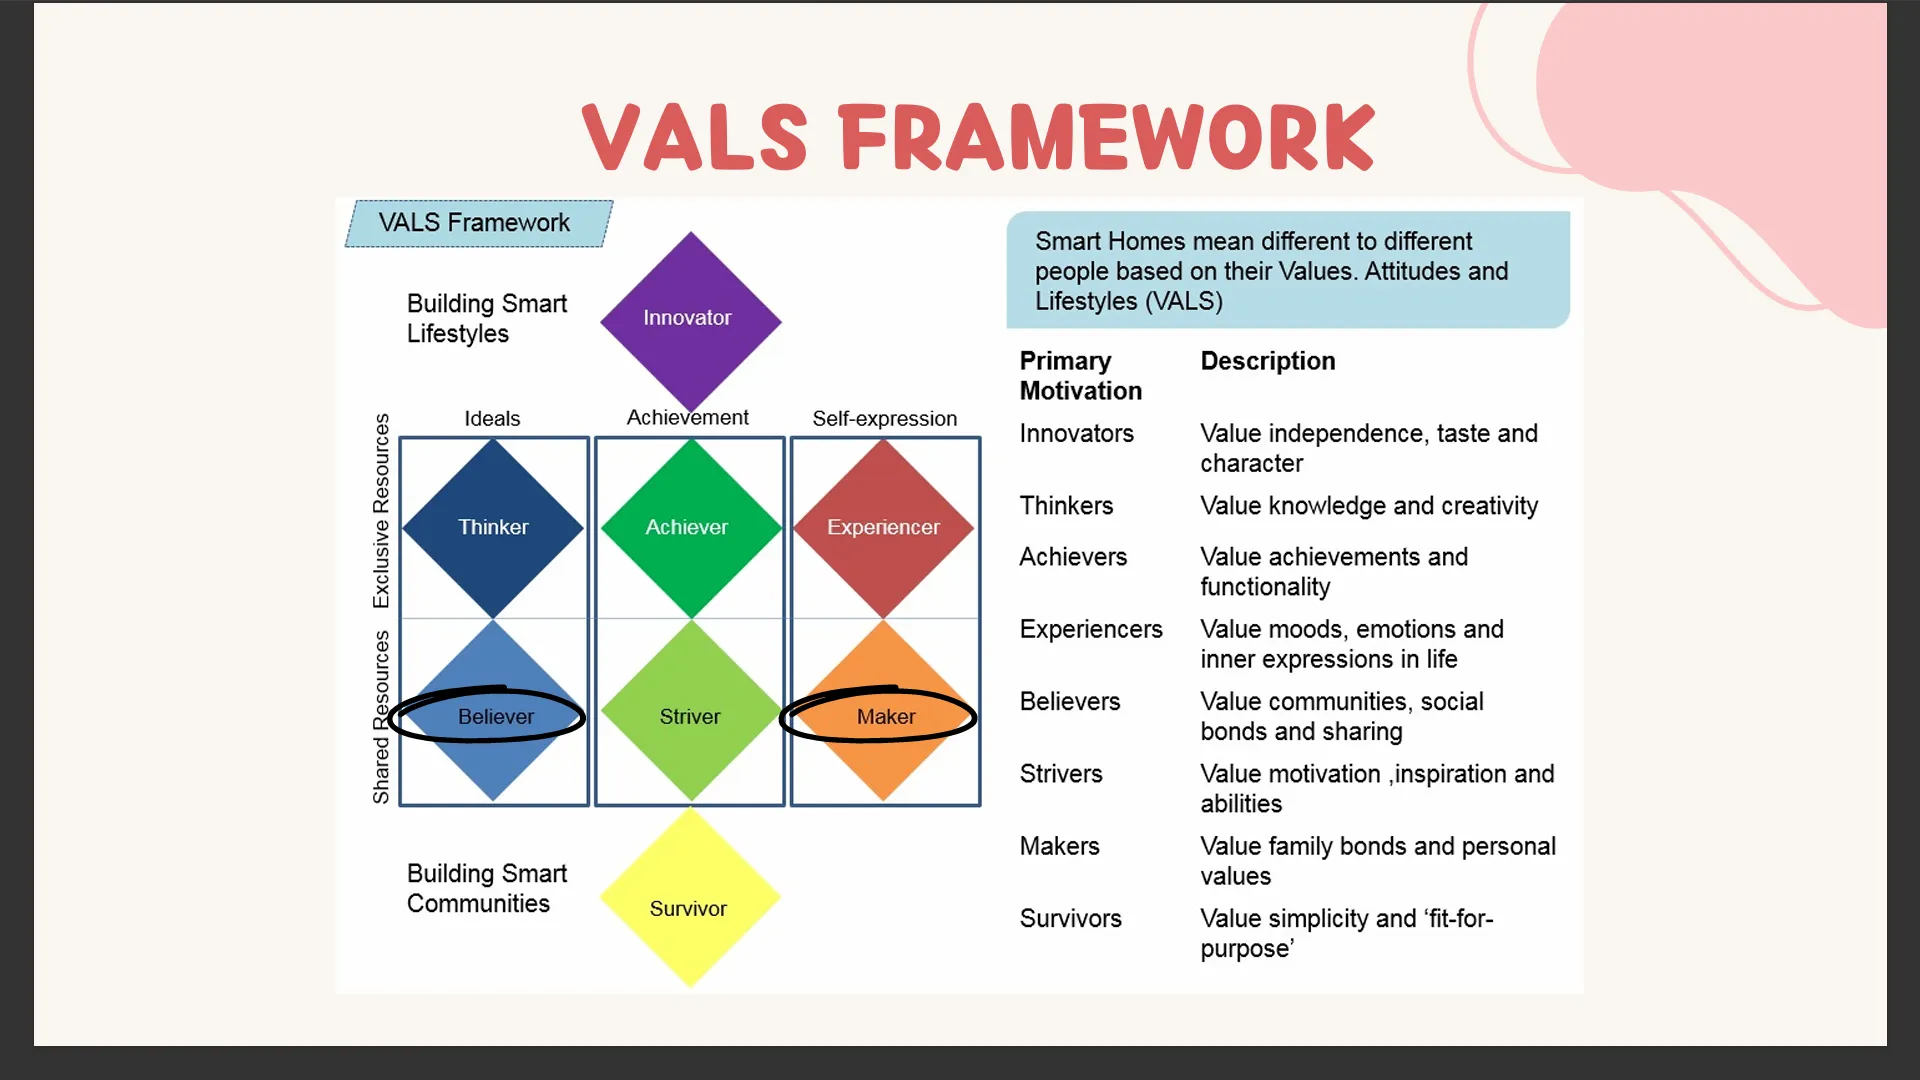 VALS FRAMEWORK
VALS Framework
Building Smart
Lifestyles
Innovator
Ideals
Achievement
Self-expression
Exclusive Resources
Thinker
Achiever
Experiencer
Shared Resources
Believer
Striver
Maker
Building Smart
Communities
Survivor
Smart Homes mean different to different
people based on their Values. Attitudes and
Lifestyles (VALS)
Primary
Motivation
Description
Innovators
Value independence, taste and
character
Thinkers
Value knowledge and creativity
Achievers
Value achievements and
functionality
Experiencers
Value moods, emotions and
inner expressions in life
Believers
Value communities, social
bonds and sharing
Strivers
Value motivation ,inspiration and
abilities
Makers
Value family bonds and personal
values
Survivors
Value simplicity and ‘fit-for-
purpose’